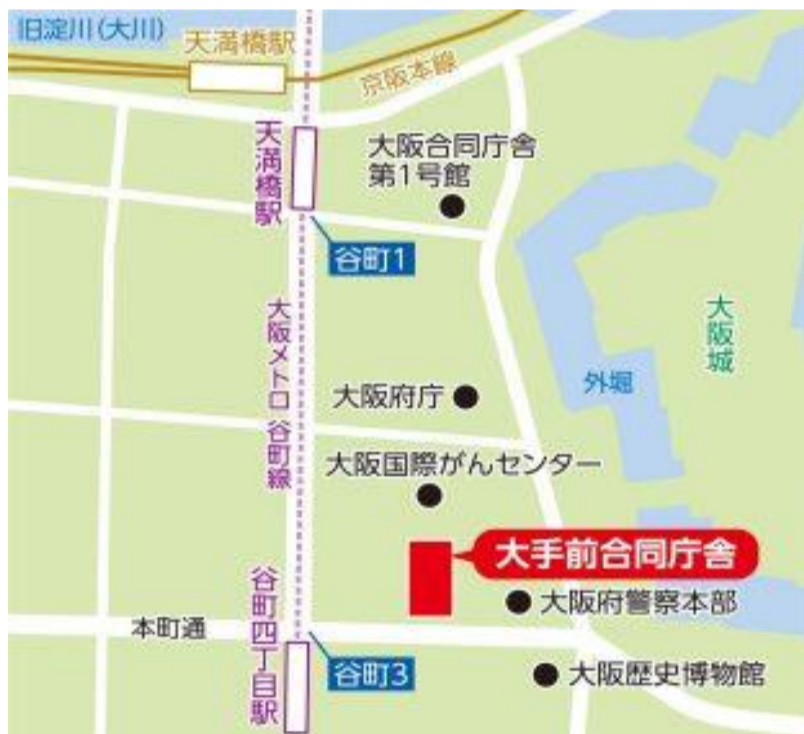 旧淀川(大川)
天満橋駅
京阪本線
天満橋駅
大阪合同庁舎
第1号館
谷町1
大阪メトロ 谷町線
大阪城
外堀
大阪府庁
大阪国際がんセンター
大手前合同庁舎
谷町四丁目駅
大阪府警察本部
本町通
谷町3
大阪歴史博物館